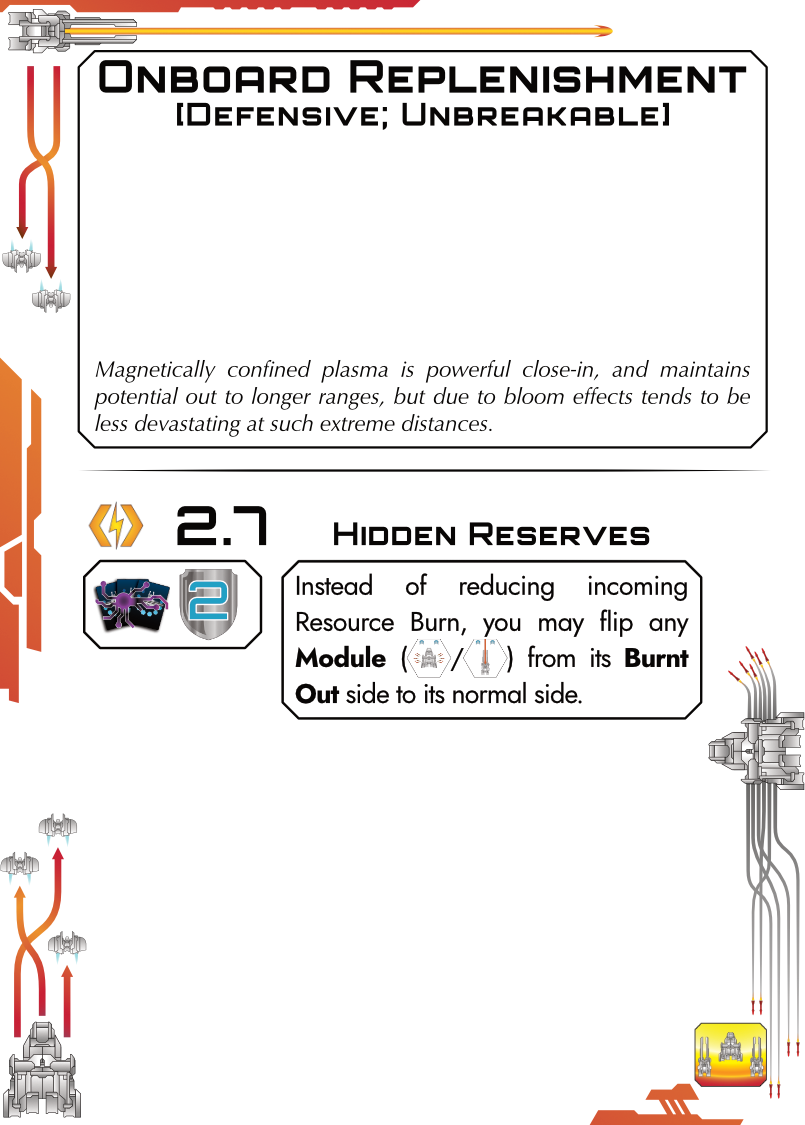 Onboard Replenishment
[Defensive; Unbreakable]
Magnetically confined plasma is powerful close-in, and maintains
potential out to longer ranges, but due to bloom effects tends to be
less devastating at such extreme distances.
2.7
Hidden Reserves
2
Instead of reducing incoming
Resource Burn, you may flip any
Module ( / ) from its Burnt
Out side to its normal side.